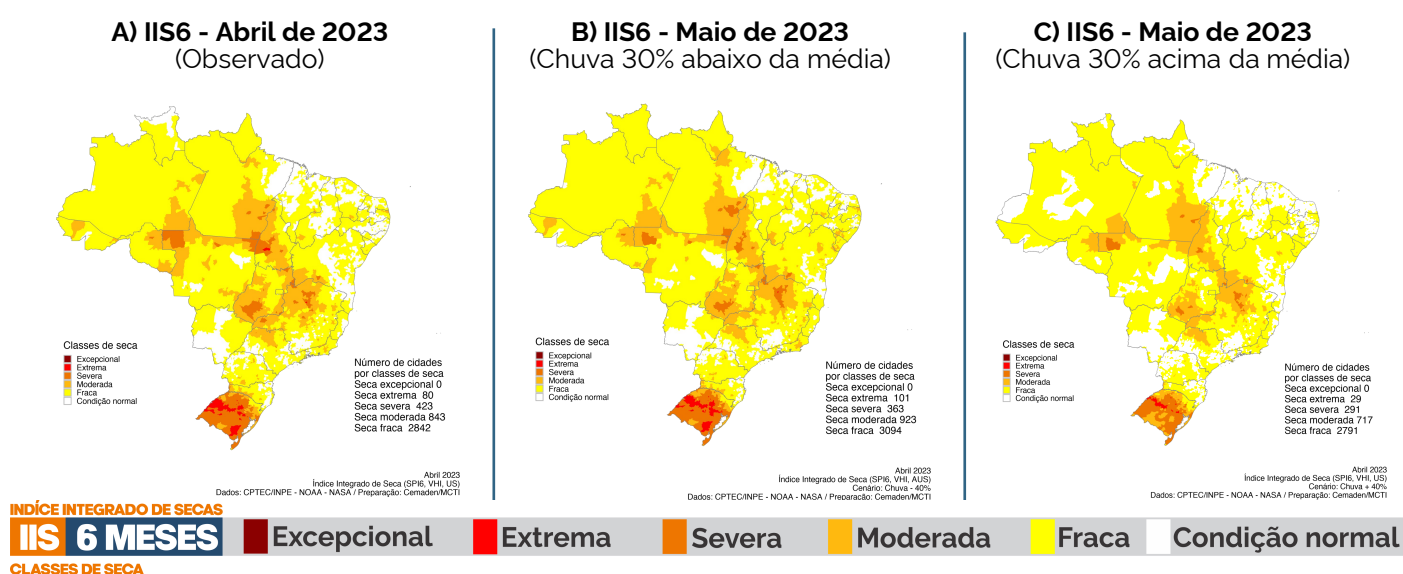 A) IIS6 - Abril de 2023
(Observado)
Classes de seca
Excepcional
Extrema
Severa
Moderada
Fraca
Condição normal
Número de cidades
por classes de seca
Seca excepcional 0
Seca extrema 80
Seca severa 423
Seca moderada 843
Seca fraca 2842
Abril 2023
Índice Integrado de Seca (SPI6, VHI, US)
Dados: CPTEC/INPE - NOAA - NASA / Preparação: Cemaden/MCTI
B) IIS6 - Maio de 2023
(Chuva 30% abaixo da média)
Classes de seca
Excepcional
Extrema
Severa
Moderada
Fraca
Condição normal
Número de cidades
por classes de seca
Seca excepcional 0
Seca extrema 101
Seca severa 363
Seca moderada 923
Seca fraca 3094
Abril 2023
Índice Integrado de Seca (SPI6, VHI, AUS)
Cenário: Chuva - 40%
Dados: CPTEC/INPE - NOAA - NASA / Preparação: Cemaden/MCTI
C) IIS6 - Maio de 2023
(Chuva 30% acima da média)
Classes de seca
Excepcional
Extrema
Severa
Moderada
Fraca
Condição normal
Número de cidades
por classes de seca
Seca excepcional 0
Seca extrema 29
Seca severa 291
Seca moderada 717
Seca fraca 2791
Abril 2023
Índice Integrado de Seca (SPI6, VHI, US)
Cenário: Chuva + 40%
Dados: CPTEC/INPE - NOAA - NASA / Preparação: Cemaden/MCTI
INDÍCE INTEGRADO DE SECAS
IIS 6 MESES
CLASSES DE SECA
Excepcional
Extrema
Severa
Moderada
Fraca
Condição normal